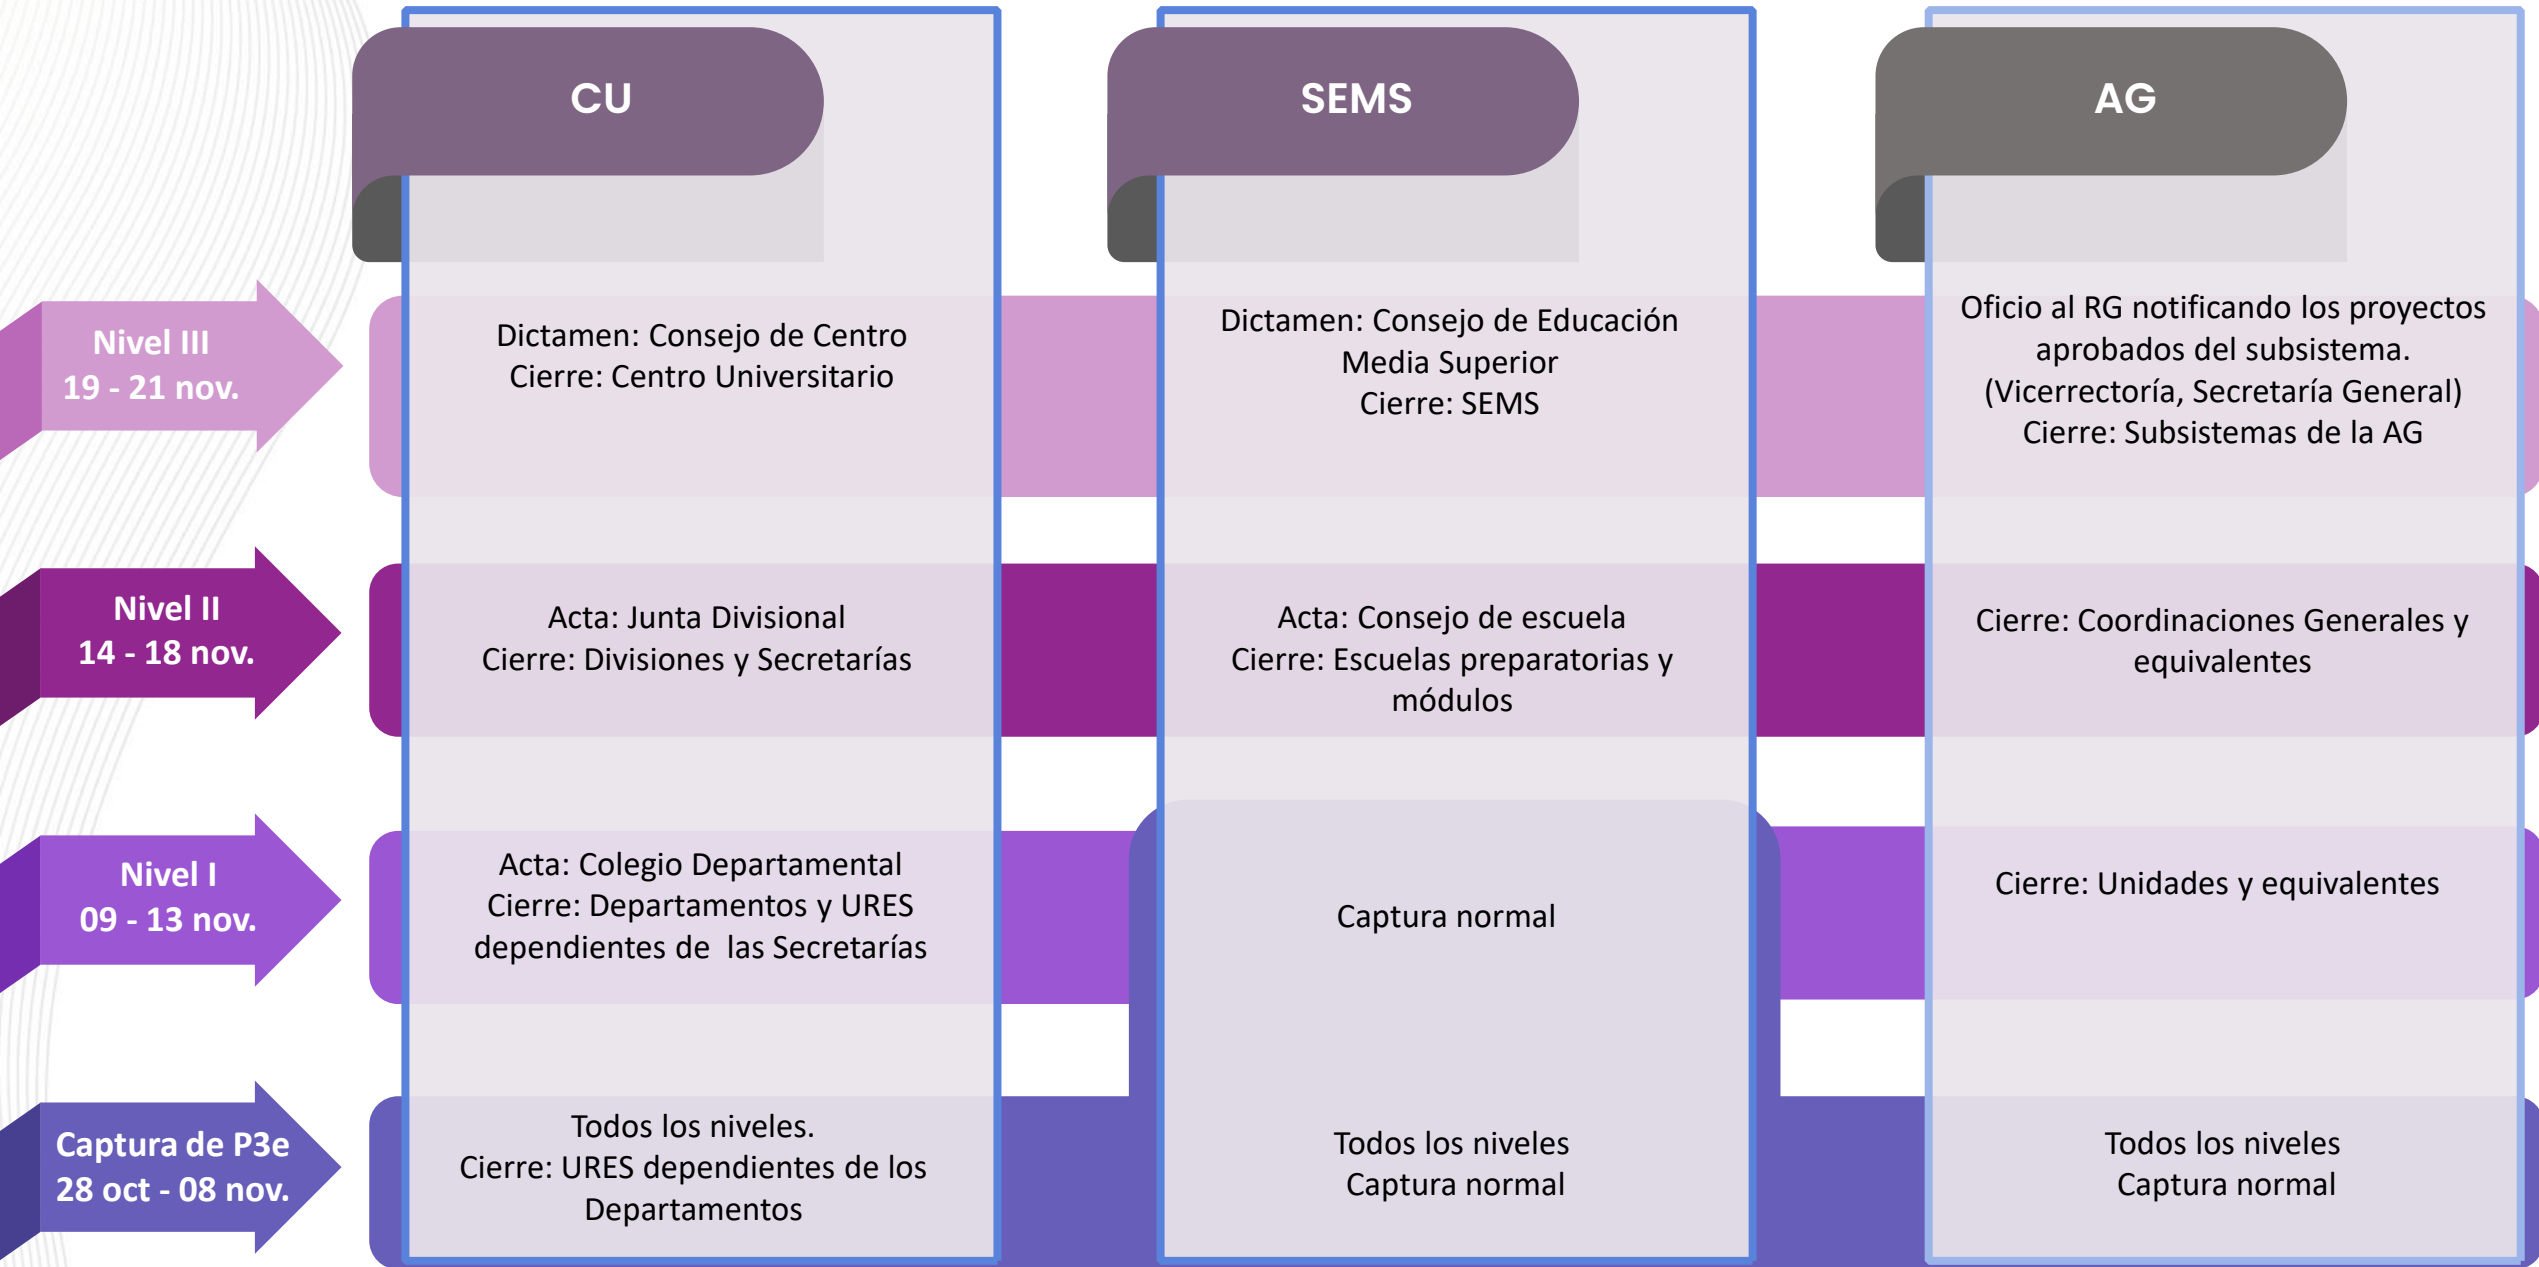 CU
SEMS
AG
Nivel III
19 - 21 nov.
Dictamen: Consejo de Centro
Cierre: Centro Universitario
Dictamen: Consejo de Educación
Media Superior
Cierre: SEMS
Oficio al RG notificando los proyectos
aprobados del subsistema.
(Vicerrectoría, Secretaría General)
Cierre: Subsistemas de la AG
Nivel II
14 - 18 nov.
Acta: Junta Divisional
Cierre: Divisiones y Secretarías
Acta: Consejo de escuela
Cierre: Escuelas preparatorias y
módulos
Cierre: Coordinaciones Generales y
equivalentes
Nivel I
09 - 13 nov.
Acta: Colegio Departamental
Cierre: Departamentos y URES
dependientes de  las Secretarías
Captura normal
Cierre: Unidades y equivalentes
Captura de P3e
28 oct - 08 nov.
Todos los niveles.
Cierre: URES dependientes de los
Departamentos
Todos los niveles
Captura normal
Todos los niveles
Captura normal